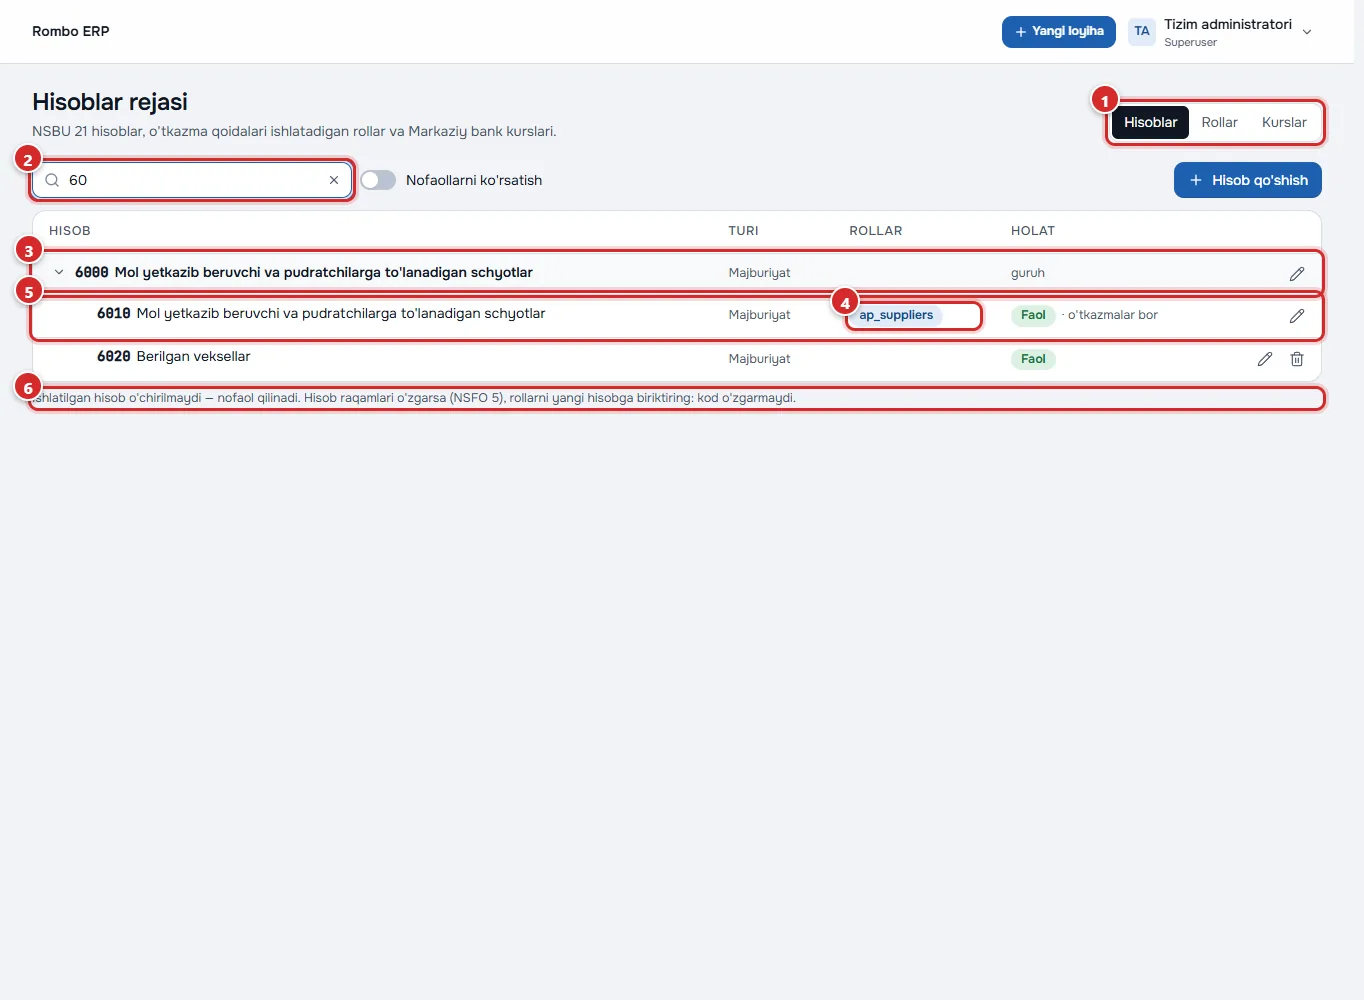 Rombo ERP
+ Yangi loyiha
TA
Tizim administratori
Superuser
Hisoblar rejasi
NSBU 21 hisoblar, o'tkazma qoidalari ishlatadigan rollar va Markaziy bank kurslari.
1
Hisoblar Rollar Kurslar
2
60
Nofaollarni ko'rsatish
+ Hisob qo'shish
HISOB TURI ROLLAR HOLAT
3
6000 Mol yetkazib beruvchi va pudratchilarga to'lanadigan schyotlar Majburiyat guruh
5
4
6010 Mol yetkazib beruvchi va pudratchilarga to'lanadigan schyotlar Majburiyat ap_suppliers Faol · o'tkazmalar bor
6020 Berilgan veksellar Majburiyat Faol
6
Ishlatilgan hisob o'chirilmaydi — nofaol qilinadi. Hisob raqamlari o'zgarsa (NSFO 5), rollarni yangi hisobga biriktiring: kod o'zgarmaydi.